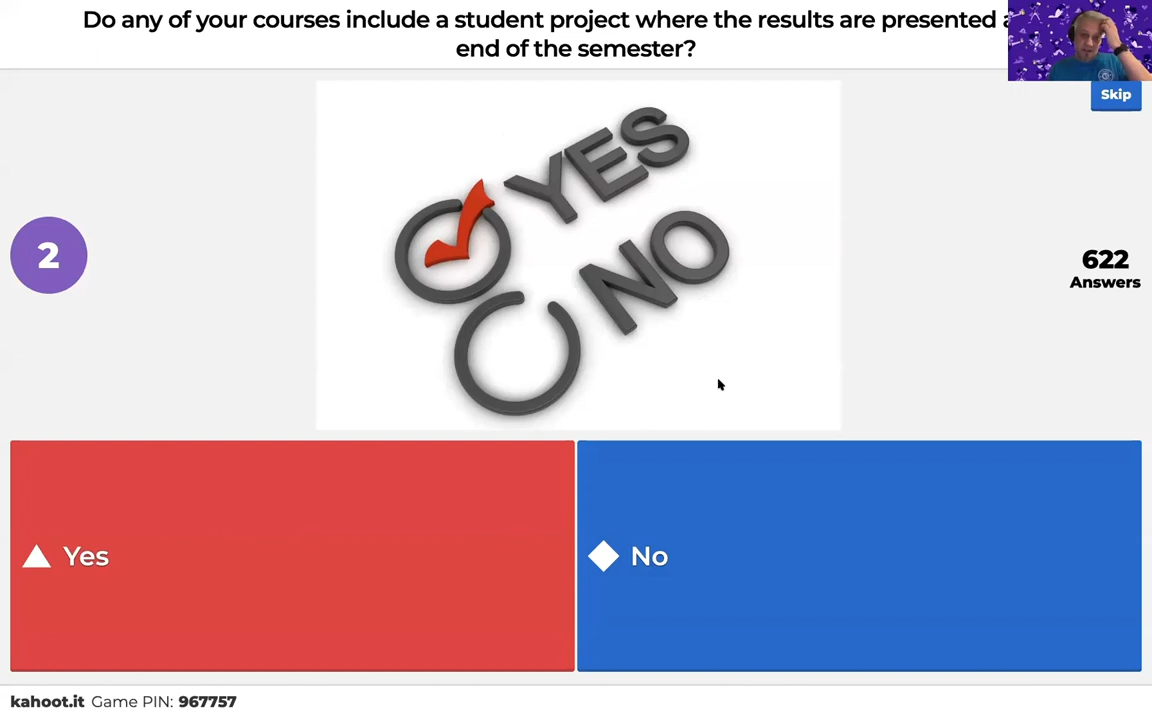 Do any of your courses include a student project where the results are presented
end of the semester?
Skip
YES
NO
2
622
Answers
Yes
No
kahoot.it Game PIN: 967757